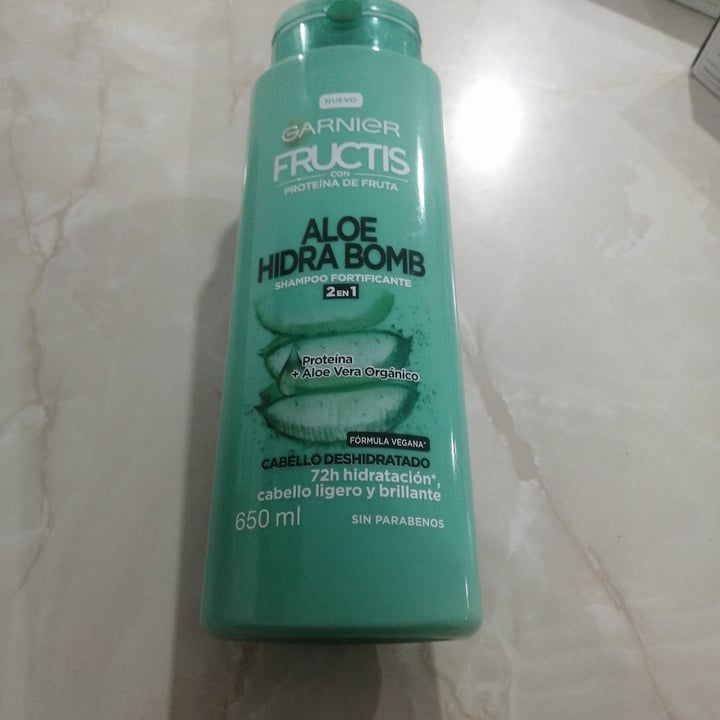 NUEVO
GARNIER
FRUCTIS
CON
PROTEÍNA DE FRUTA
ALOE
HIDRA BOMB
SHAMPOO FORTIFICANTE
2 EN 1
Proteína
+ Aloe Vera Orgánico
FÓRMULA VEGANA*
CABELLO DESHIDRATADO
72h hidratación*,
cabello ligero y brillante
650 ml
SIN PARABENOS